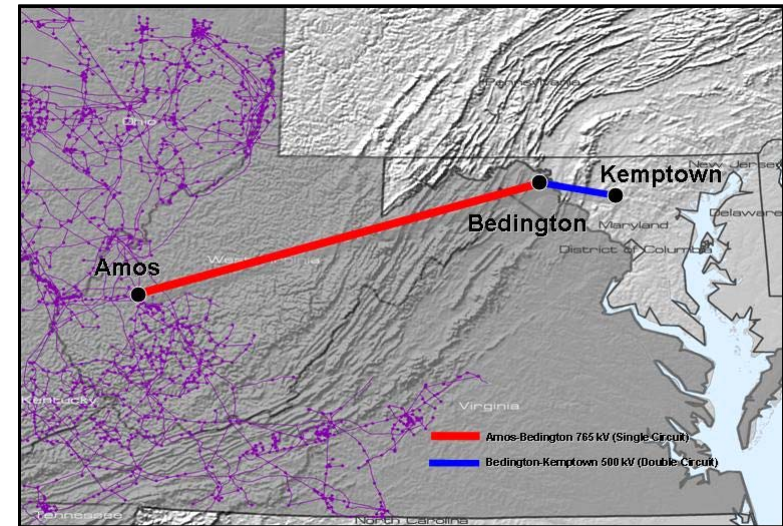 Pennsylvania
Ohio
New Jersey
Kemptown
Delaware
Bedington
Maryland
District of Columbia
West Virginia
Amos
Kentucky
Virginia
Amos-Bedington 765 kV (Single Circuit)
Bedington-Kemptown 500 kV (Double Circuit)
Tennessee
North Carolina